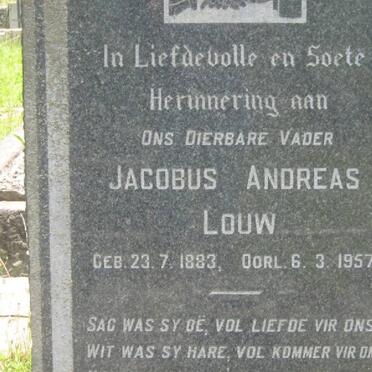 In Liefdevolle en Soete
Herinnering aan
ONS DIERBARE VADER
JACOBUS ANDREAS
LOUW
GEB. 23. 7. 1883, OORL. 6. 3. 1957
SAG WAS SY OË, VOL LIEFDE VIR ONS
WIT WAS SY HARE, VOL KOMMER VIR ON